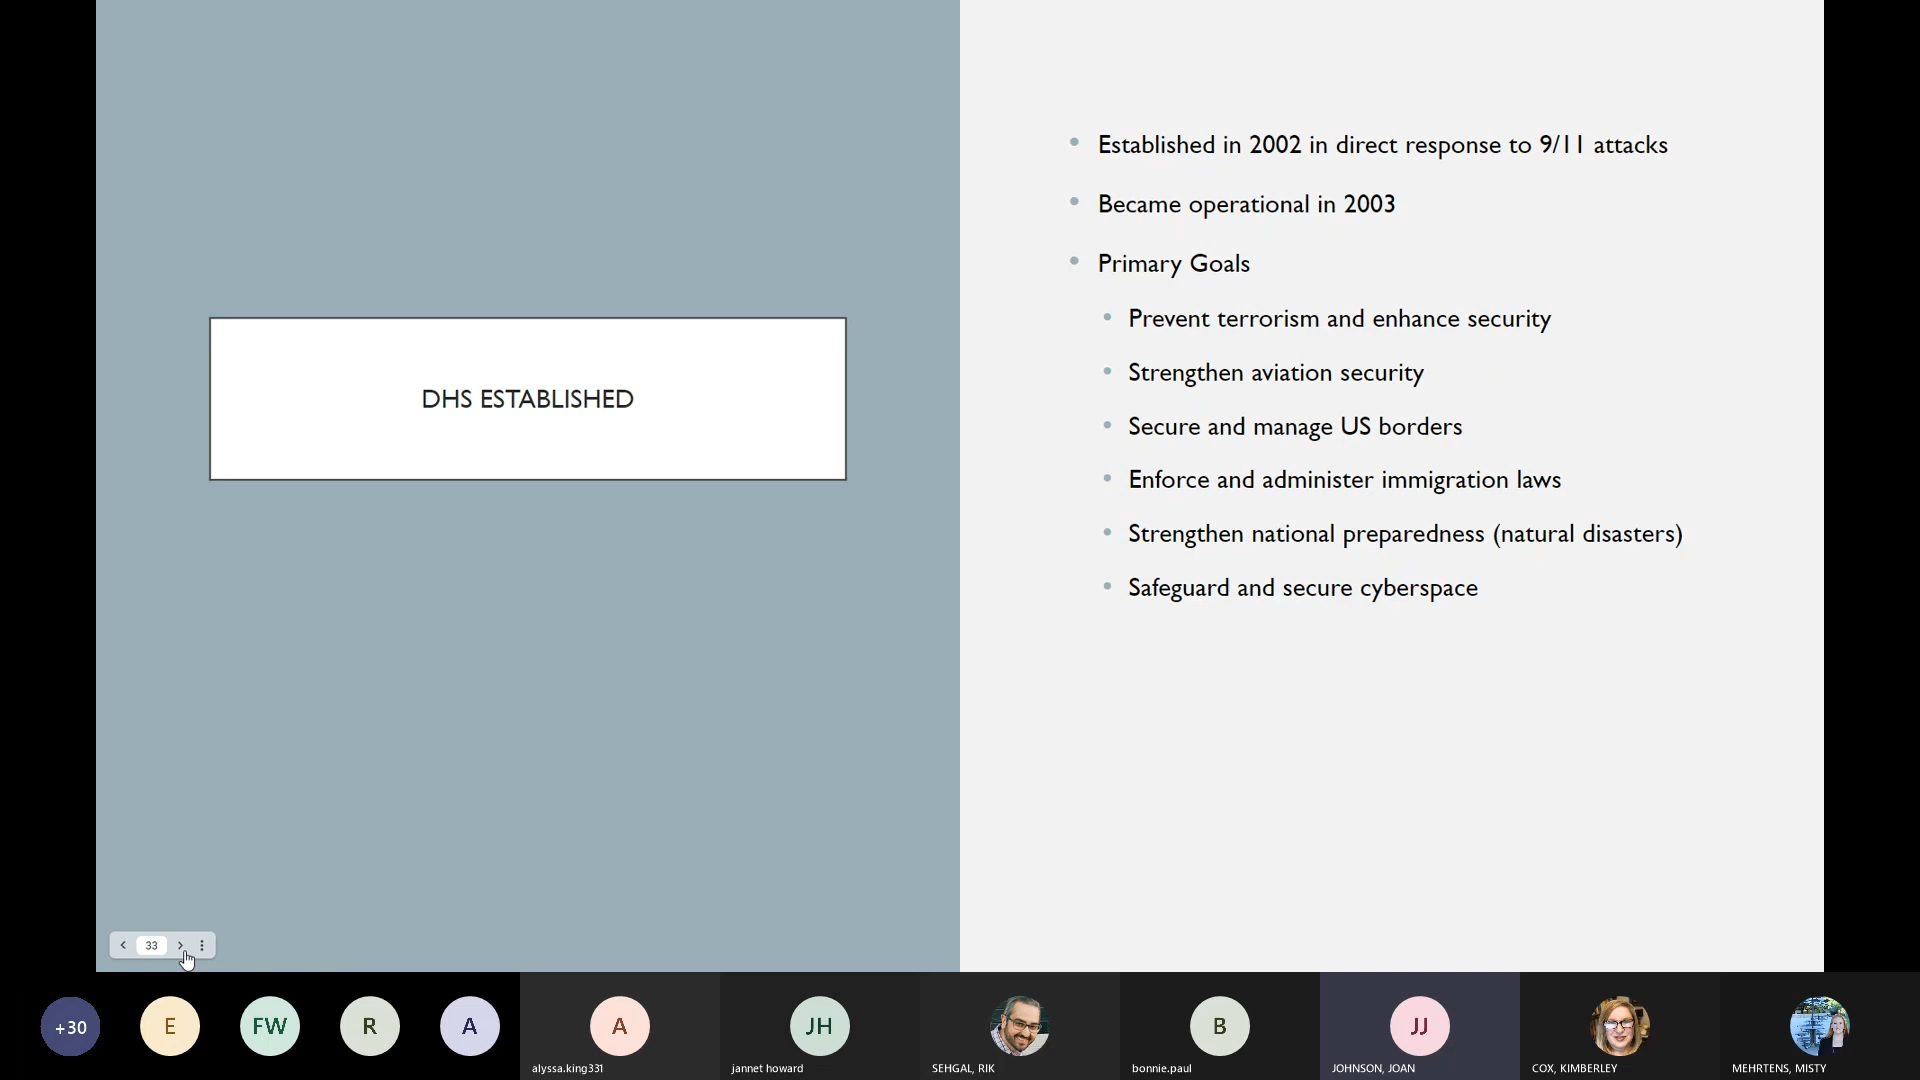 DHS ESTABLISHED
Established in 2002 in direct response to 9/11 attacks
Became operational in 2003
Primary Goals
Prevent terrorism and enhance security
Strengthen aviation security
Secure and manage US borders
Enforce and administer immigration laws
Strengthen national preparedness (natural disasters)
Safeguard and secure cyberspace
33
+30
E
FW
R
A
A
JH
B
JJ
alyssa.king331
jannet howard
SEHGAL, RIK
bonnie.paul
JOHNSON, JOAN
COX, KIMBERLEY
MEHRTENS, MISTY